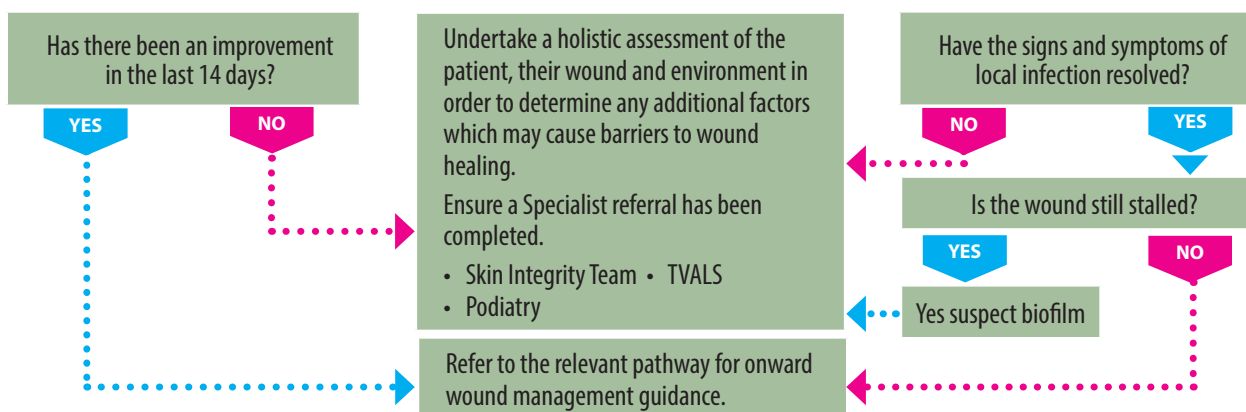 Has there been an improvement
in the last 14 days?
YES
NO
Undertake a holistic assessment of the
patient, their wound and environment in
order to determine any additional factors
which may cause barriers to wound
healing.
Ensure a Specialist referral has been
completed.
• Skin Integrity Team • TVALS
• Podiatry
Have the signs and symptoms of
local infection resolved?
NO
YES
Is the wound still stalled?
YES
NO
Yes suspect biofilm
Refer to the relevant pathway for onward
wound management guidance.